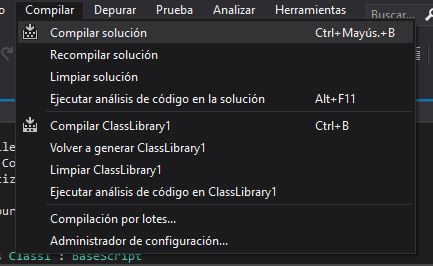 o Compilar Depurar Prueba Analizar Herramientas
Buscar...
Compilar solución Ctrl+Mayús.+B
Recompilar solución
Limpiar solución
Ejecutar análisis de código en la solución Alt+F11
Compilar ClassLibrary1 Ctrl+B
Volver a generar ClassLibrary1
Limpiar ClassLibrary1
Ejecutar análisis de código en ClassLibrary1
Compilación por lotes...
Administrador de configuración...
lle
Co
tiz
our
s Class1 : BaseScript